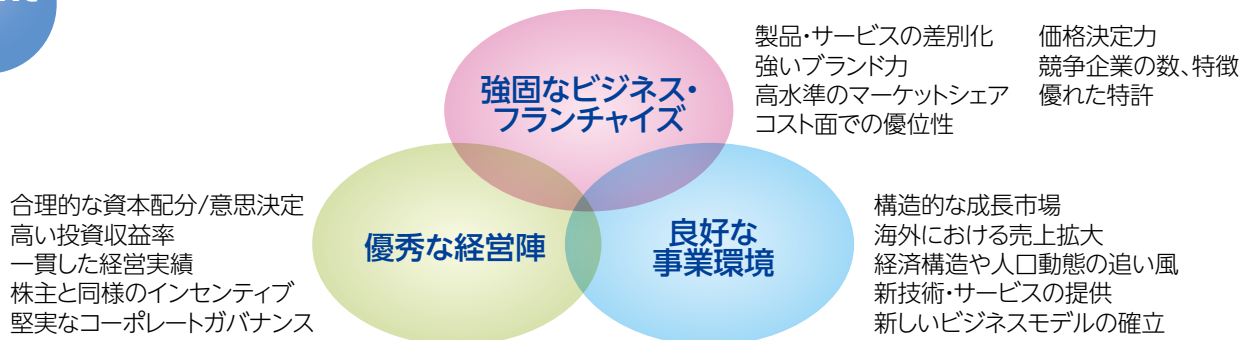 強固なビジネス・
フランチャイズ
製品・サービスの差別化
強いブランド力
高水準のマーケットシェア
コスト面での優位性
価格決定力
競争企業の数、特徴
優れた特許
合理的な資本配分/意思決定
高い投資収益率
一貫した経営実績
株主と同様のインセンティブ
堅実なコーポレートガバナンス
優秀な経営陣
良好な
事業環境
構造的な成長市場
海外における売上拡大
経済構造や人口動態の追い風
新技術・サービスの提供
新しいビジネスモデルの確立